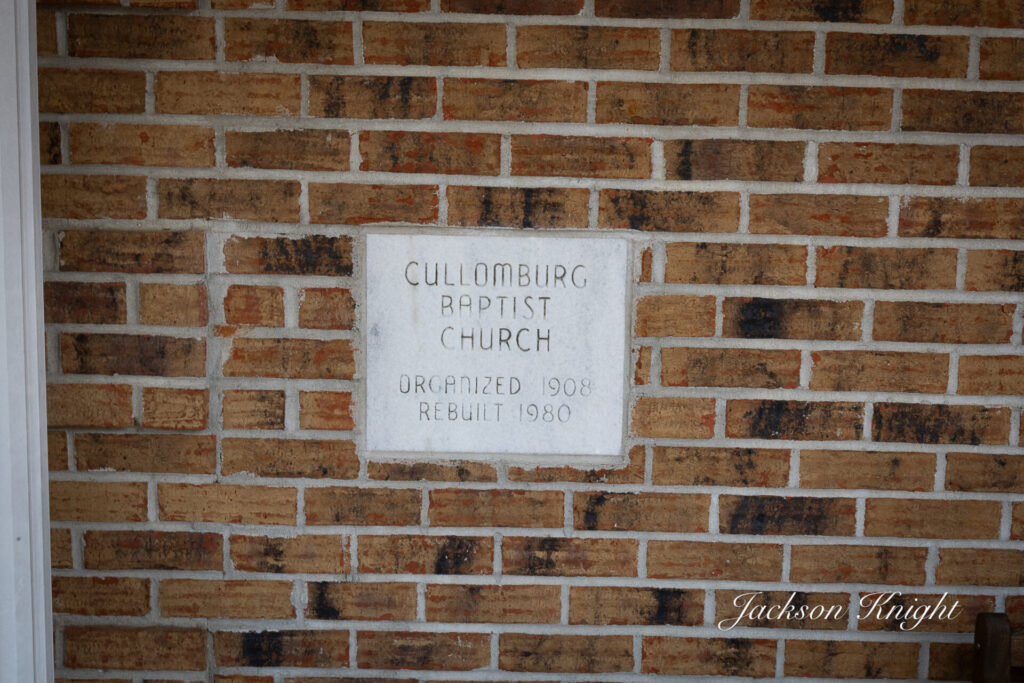 CULLOMBURG
BAPTIST
CHURCH
ORGANIZED 1908
REBUILT 1980
Jackson Knight